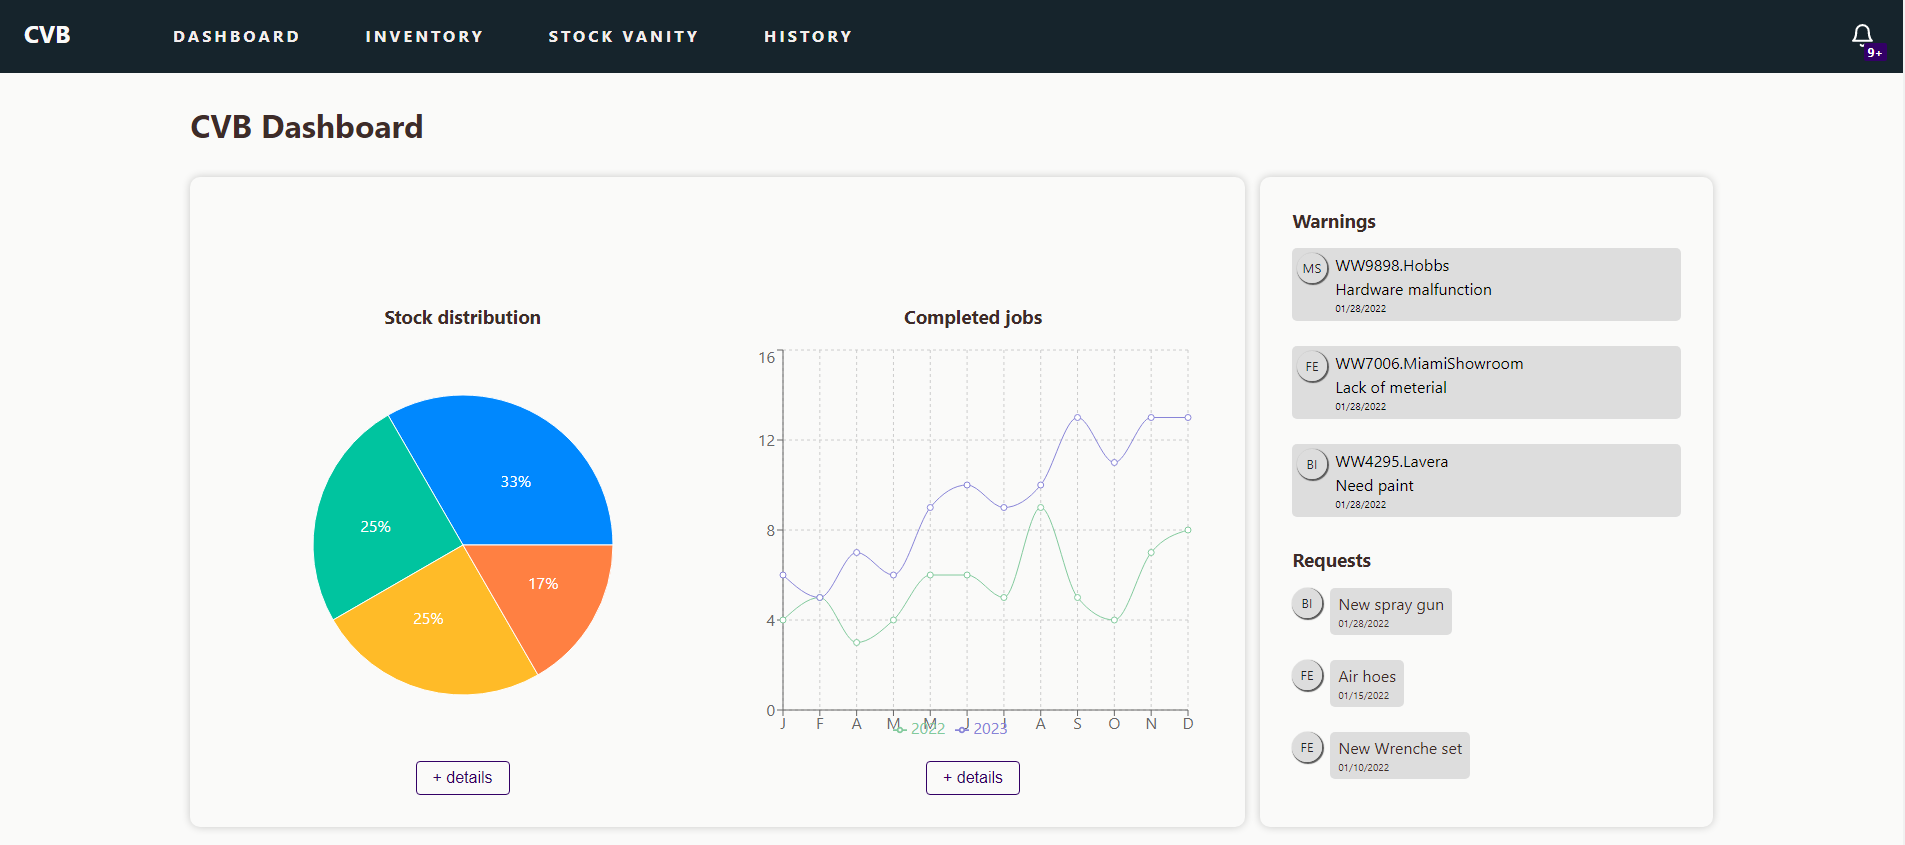 CVB
DASHBOARD
INVENTORY
STOCK VANITY
HISTORY
9+
CVB Dashboard
Stock distribution
33%
25%
25%
17%
+ details
Completed jobs
16
12
8
4
0
J F A M M J J A S O N D
2022 2023
+ details
Warnings
MS
WW9898.Hobbs
Hardware malfunction
01/28/2022
FE
WW7006.MiamiShowroom
Lack of meterial
01/28/2022
BI
WW4295.Lavera
Need paint
01/28/2022
Requests
BI
New spray gun
01/28/2022
FE
Air hoes
01/15/2022
FE
New Wrenche set
01/10/2022